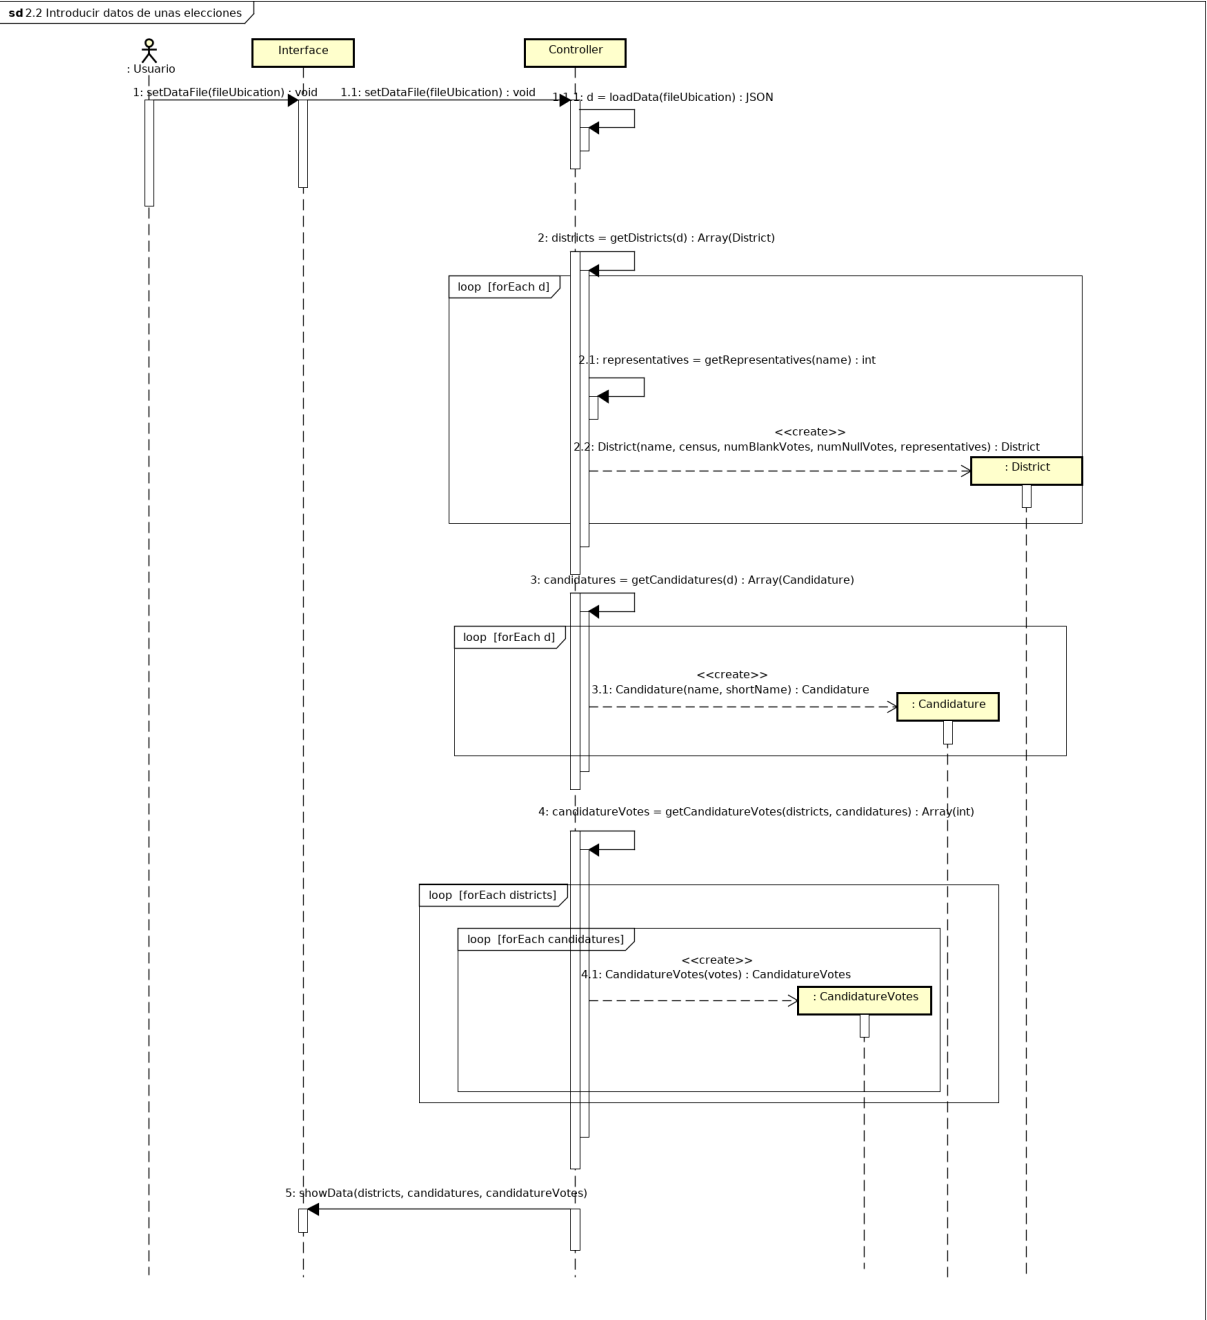 sd 2.2 Introducir datos de unas elecciones
: Usuario
Interface
Controller
1: setDataFile(fileUbication) : void
1.1: setDataFile(fileUbication) : void
1.1.1: d = loadData(fileUbication) : JSON
2: districts = getDistricts(d) : Array(District)
loop [forEach d]
2.1: representatives = getRepresentatives(name) : int
<<create>>
2.2: District(name, census, numBlankVotes, numNullVotes, representatives) : District
: District
3: candidatures = getCandidatures(d) : Array(Candidature)
loop [forEach d]
<<create>>
3.1: Candidature(name, shortName) : Candidature
: Candidature
4: candidatureVotes = getCandidatureVotes(districts, candidatures) : Array(int)
loop [forEach districts]
loop [forEach candidatures]
<<create>>
4.1: CandidatureVotes(votes) : CandidatureVotes
: CandidatureVotes
5: showData(districts, candidatures, candidatureVotes)